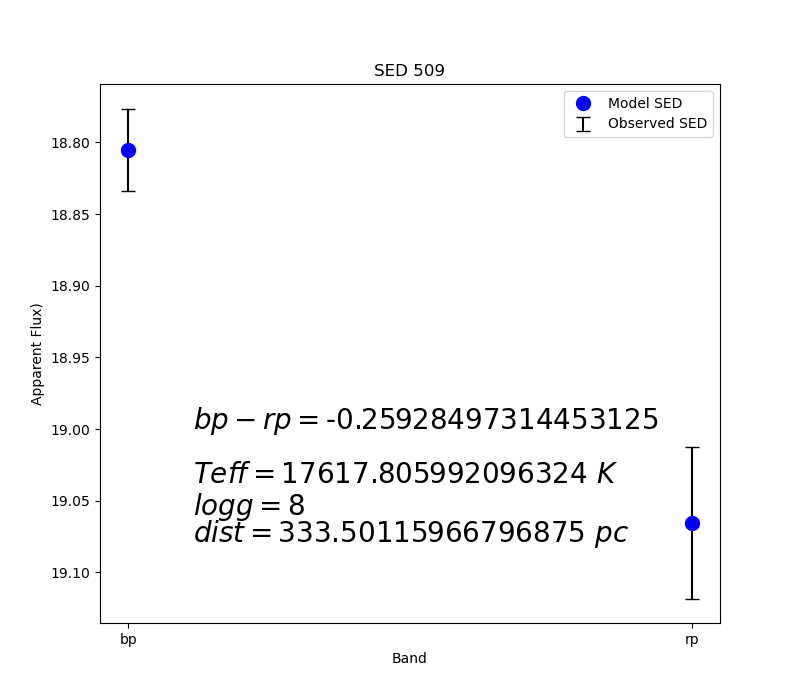 SED 509
Model SED
Observed SED
18.80
18.85
18.90
18.95
19.00
19.05
19.10
Apparent Flux)
bp − rp = -0.25928497314453125
Teff = 17617.805992096324 K
logg = 8
dist = 333.50115966796875 pc
bp
rp
Band